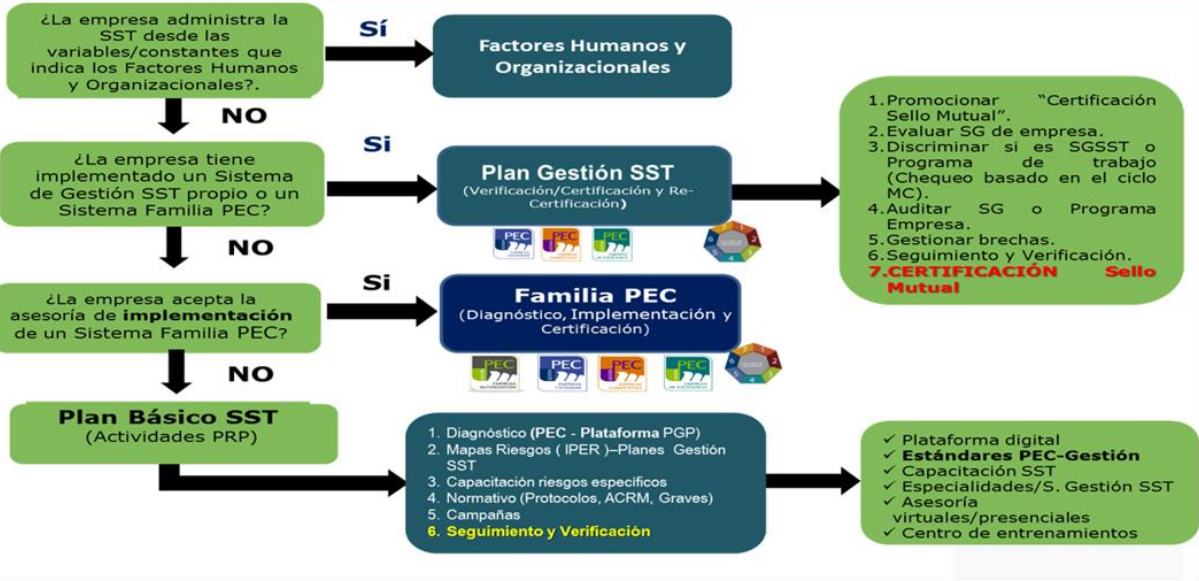 ¿La empresa administra la
SST desde las
variables/constantes que
indica los Factores Humanos
y Organizacionales?.
Sí
Factores Humanos y
Organizacionales
NO
¿La empresa tiene
implementado un Sistema
de Gestión SST propio o un
Sistema Familia PEC?
Si
Plan Gestión SST
(Verificación/Certificación y Re-
Certificación)
PEC
PEC
PEC
1. Promocionar "Certificación
Sello Mutual".
2. Evaluar SG de empresa.
3. Discriminar si es SGSST o
Programa de trabajo
(Chequeo basado en el ciclo
MC).
4. Auditar SG o Programa
Empresa.
5. Gestionar brechas.
6. Seguimiento y Verificación.
7. CERTIFICACIÓN Sello
Mutual
NO
¿La empresa acepta la
asesoría de implementación
de un Sistema Familia PEC?
Si
Familia PEC
(Diagnóstico, Implementación y
Certificación)
PEC
PEC
PEC
PEC
NO
Plan Básico SST
(Actividades PRP)
1. Diagnóstico (PEC - Plataforma PGP)
2. Mapas Riesgos ( IPER )–Planes Gestión
SST
3. Capacitación riesgos específicos
4. Normativo (Protocolos, ACRM, Graves)
5. Campañas
6. Seguimiento y Verificación
✓ Plataforma digital
✓ Estándares PEC-Gestión
✓ Capacitación SST
✓ Especialidades/S. Gestión SST
✓ Asesoría
virtuales/presenciales
✓ Centro de entrenamientos